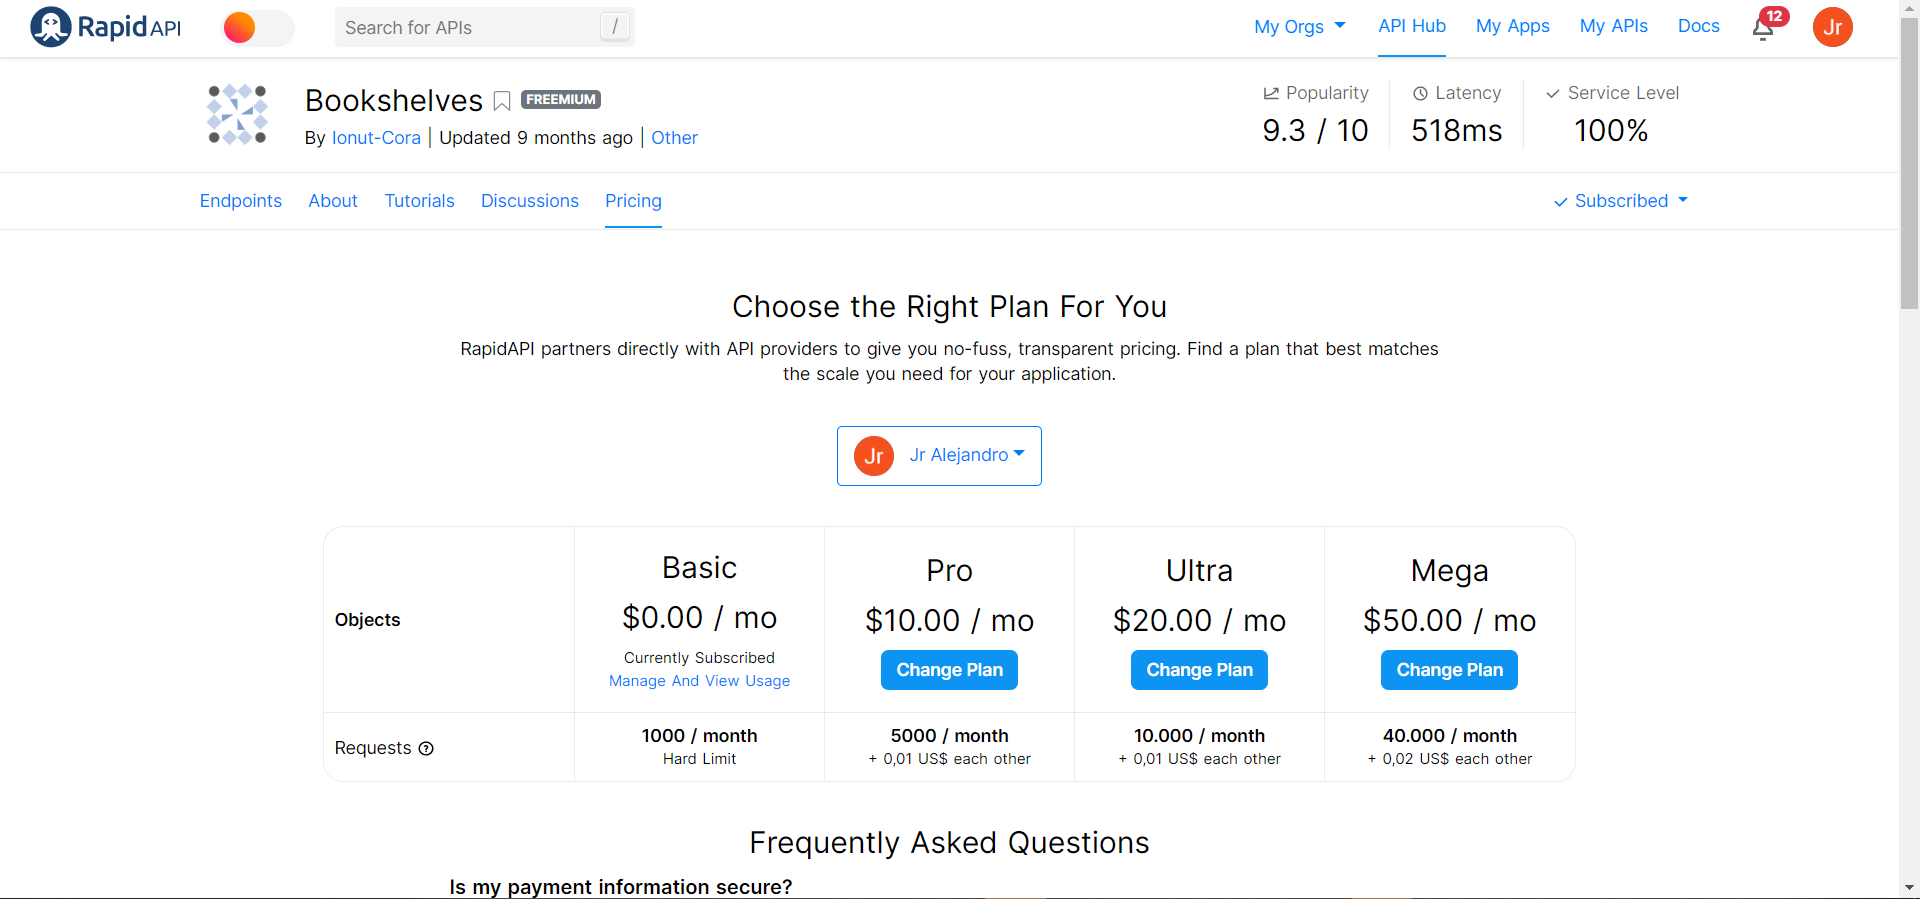 RapidAPI
Search for APIs
/
My Orgs
API Hub
My Apps
My APIs
Docs
12
Jr
Bookshelves
FREEMIUM
By Ionut-Cora | Updated 9 months ago | Other
Popularity
9.3 / 10
Latency
518ms
Service Level
100%
Endpoints
About
Tutorials
Discussions
Pricing
Subscribed
Choose the Right Plan For You
RapidAPI partners directly with API providers to give you no-fuss, transparent pricing. Find a plan that best matches
the scale you need for your application.
Jr
Jr Alejandro
Objects
Basic
$0.00 / mo
Currently Subscribed
Manage And View Usage
Pro
$10.00 / mo
Change Plan
Ultra
$20.00 / mo
Change Plan
Mega
$50.00 / mo
Change Plan
Requests ?
1000 / month
Hard Limit
5000 / month
+ 0,01 US$ each other
10.000 / month
+ 0,01 US$ each other
40.000 / month
+ 0,02 US$ each other
Frequently Asked Questions
Is my payment information secure?